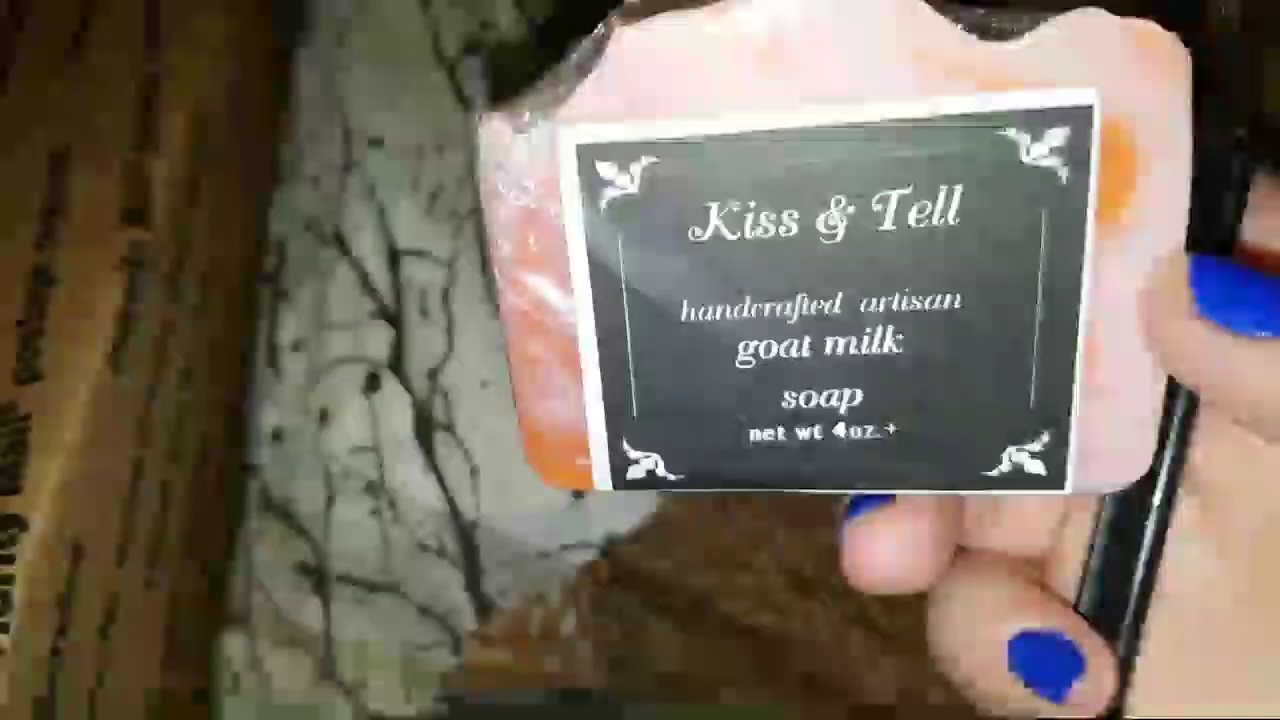 Kiss & Tell
handcrafted artisan
goat milk
soap
net wt 4oz.+